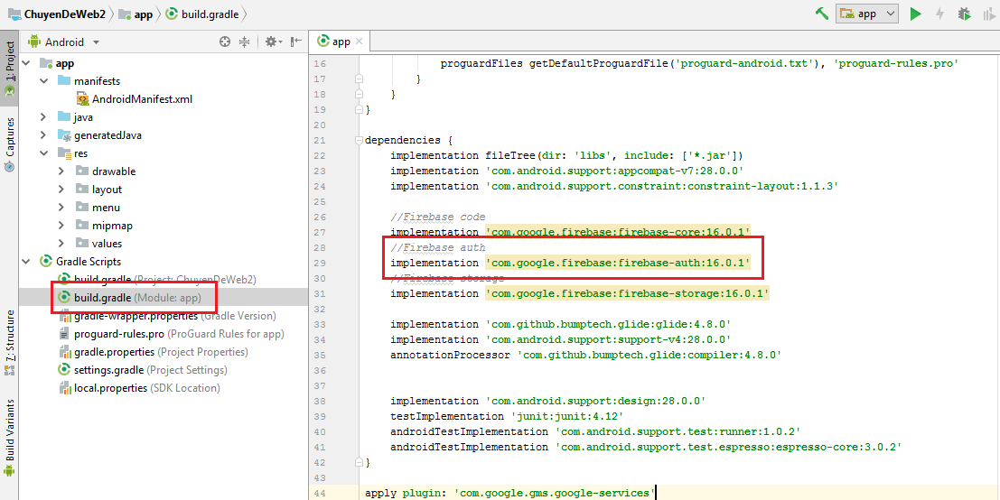 ChuyenDeWeb2 app build.gradle
app
1: Project
Captures
Z: Structure
Build Variants
Android
app
manifests
AndroidManifest.xml
java
generatedJava
res
drawable
layout
menu
mipmap
values
Gradle Scripts
build.gradle (Project: ChuyenDeWeb2)
build.gradle (Module: app)
gradle-wrapper.properties (Gradle Version)
proguard-rules.pro (ProGuard Rules for app)
gradle.properties (Project Properties)
settings.gradle (Project Settings)
local.properties (SDK Location)
app
16 proguardFiles getDefaultProguardFile('proguard-android.txt'), 'proguard-rules.pro'
17 }
18 }
19 }
20
21 dependencies {
22 implementation fileTree(dir: 'libs', include: ['*.jar'])
23 implementation 'com.android.support:appcompat-v7:28.0.0'
24 implementation 'com.android.support.constraint:constraint-layout:1.1.3'
25
26 //Firebase code
27 implementation 'com.google.firebase:firebase-core:16.0.1'
28 //Firebase auth
29 implementation 'com.google.firebase:firebase-auth:16.0.1'
30 //Firebase storage
31 implementation 'com.google.firebase:firebase-storage:16.0.1'
32
33 implementation 'com.github.bumptech.glide:glide:4.8.0'
34 implementation 'com.android.support:support-v4:28.0.0'
35 annotationProcessor 'com.github.bumptech.glide:compiler:4.8.0'
36
37
38 implementation 'com.android.support:design:28.0.0'
39 testImplementation 'junit:junit:4.12'
40 androidTestImplementation 'com.android.support.test:runner:1.0.2'
41 androidTestImplementation 'com.android.support.test.espresso:espresso-core:3.0.2'
42 }
43
44 apply plugin: 'com.google.gms.google-services'